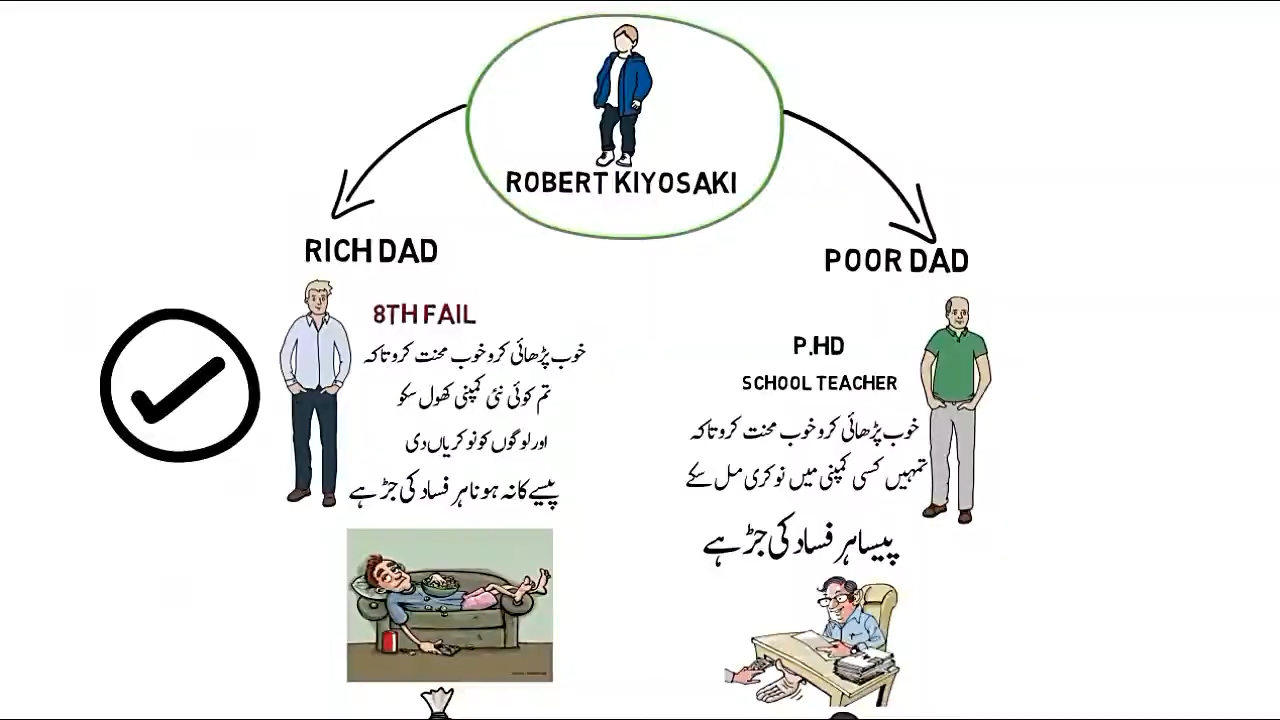 ROBERT KIYOSAKI
RICH DAD
8TH FAIL
خوب پڑھائی کرو خوب محنت کرو تاکہ
تم کوئی نئی کمپنی کھول سکو
اور لوگوں کو نوکریاں دی
پیسے کا نہ ہونا ہر فساد کی جڑ ہے
POOR DAD
P.HD
SCHOOL TEACHER
خوب پڑھائی کرو خوب محنت کرو تاکہ
تمہیں کسی کمپنی میں نوکری مل سکے
پیسا ہر فساد کی جڑ ہے